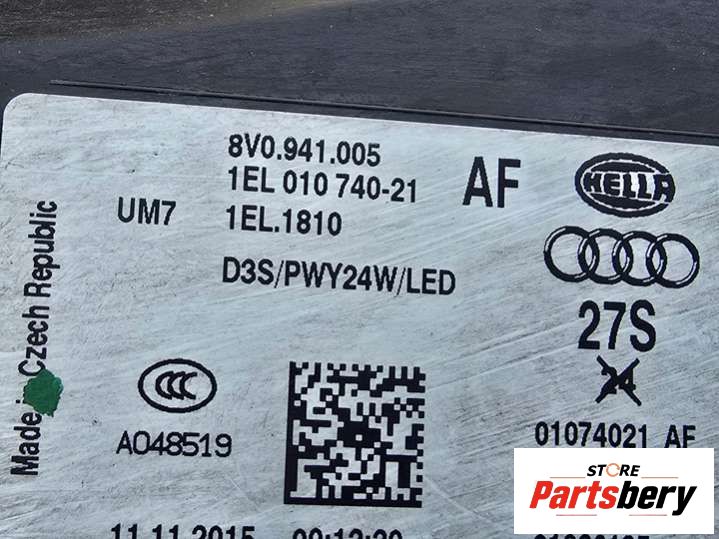 8V0.941.005
1EL 010 740-21
AF
HELLA
UM7
1EL.1810
D3S/PWY24W/LED
Made in Czech Republic
27S
24
CCC
A048519
01074021 AF
11.11.2015
STORE
Partsbery